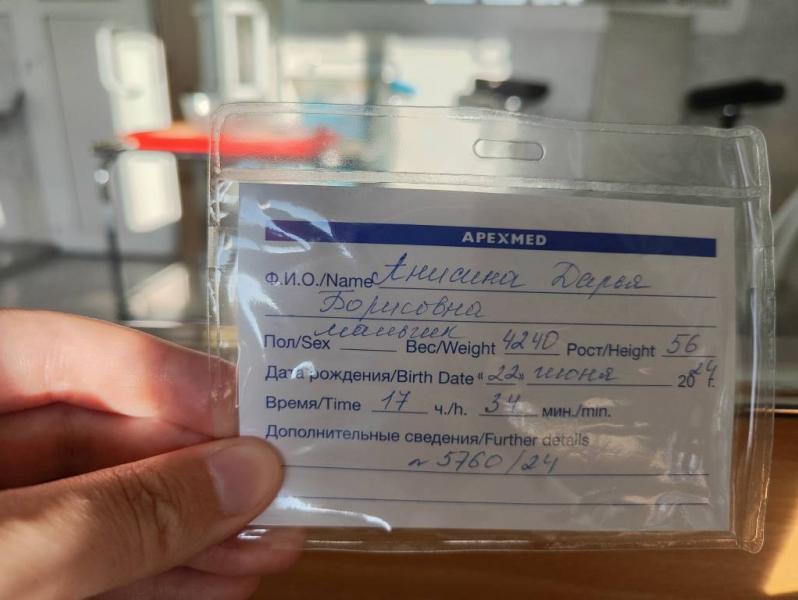 APEXMED
Ф.И.О./Name Анисина Дарья
Борисовна
мальчик
Пол/Sex ____ Вес/Weight 4240 Рост/Height 56
Дата рождения/Birth Date “22” июня 2024 г.
Время/Time 17 ч./h. 34 мин./min.
Дополнительные сведения/Further details
№ 5760/24